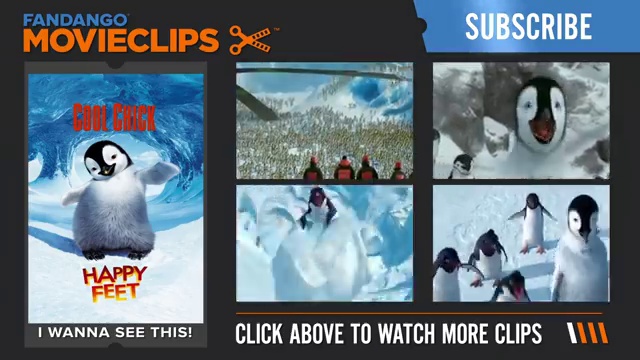 FANDANGO
MOVIECLIPS
SUBSCRIBE
COOL CHICK
HAPPY
FEET
I WANNA SEE THIS!
CLICK ABOVE TO WATCH MORE CLIPS